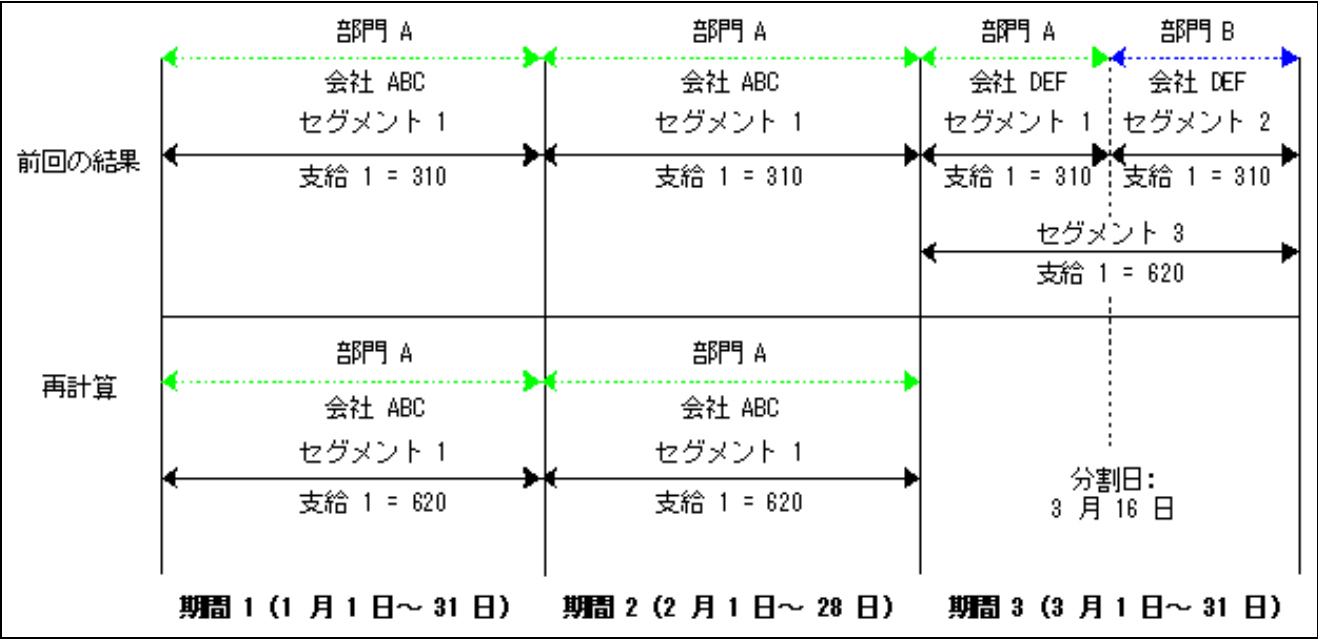 部門 A
部門 A
部門 A
部門 B
会社 ABC
会社 ABC
会社 DEF
会社 DEF
セグメント 1
セグメント 1
セグメント 1
セグメント 2
前回の結果
支給 1 = 310
支給 1 = 310
支給 1 = 310
支給 1 = 310
セグメント 3
支給 1 = 620
部門 A
部門 A
再計算
会社 ABC
会社 ABC
セグメント 1
セグメント 1
支給 1 = 620
支給 1 = 620
分割日:
3 月 16 日
期間 1 (1 月 1 日～ 31 日)
期間 2 (2 月 1 日～ 28 日)
期間 3 (3 月 1 日～ 31 日)